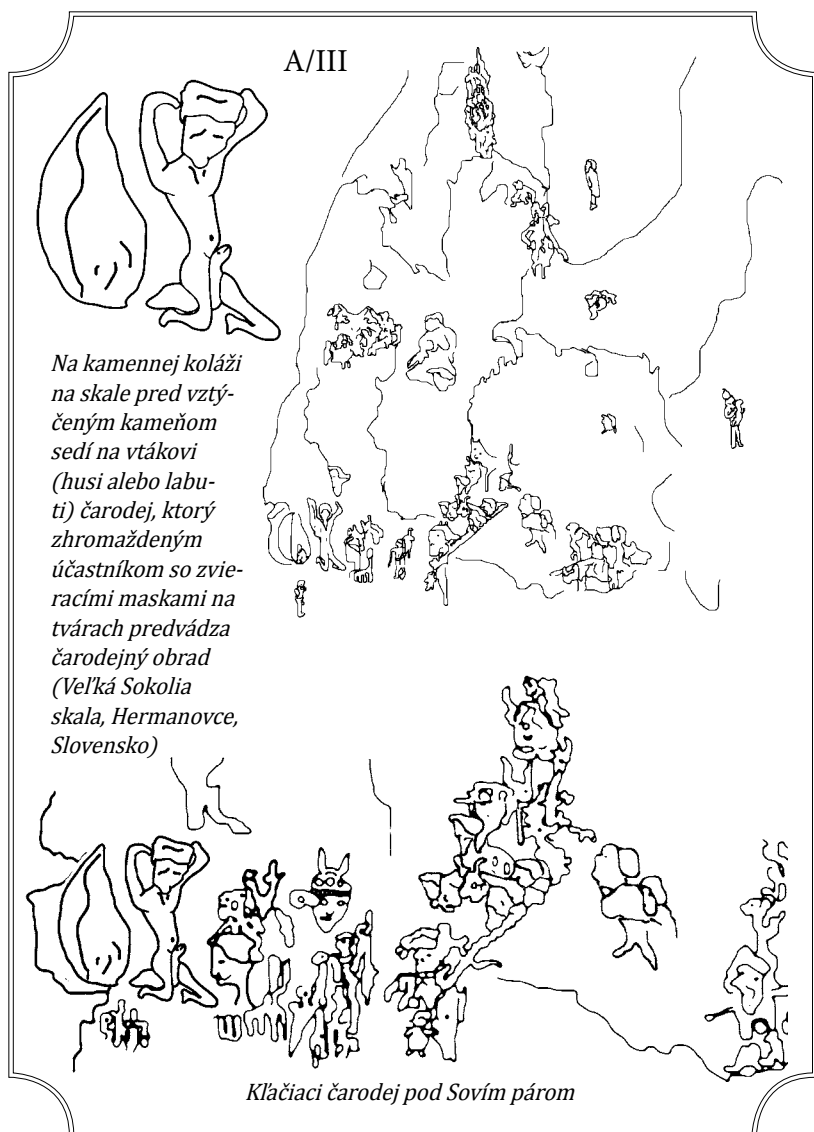 A/III
Na kamennej koláži
na skale pred vztý-
čeným kameňom
sedí na vtákovi
(husi alebo labu-
ti) čarodej, ktorý
zhromaždeným
účastníkom so zvie-
racími maskami na
tvárach predvádza
čarodejný obrad
(Veľká Sokolia
skala, Hermanovce,
Slovensko)
Kľačiaci čarodej pod Sovím párom